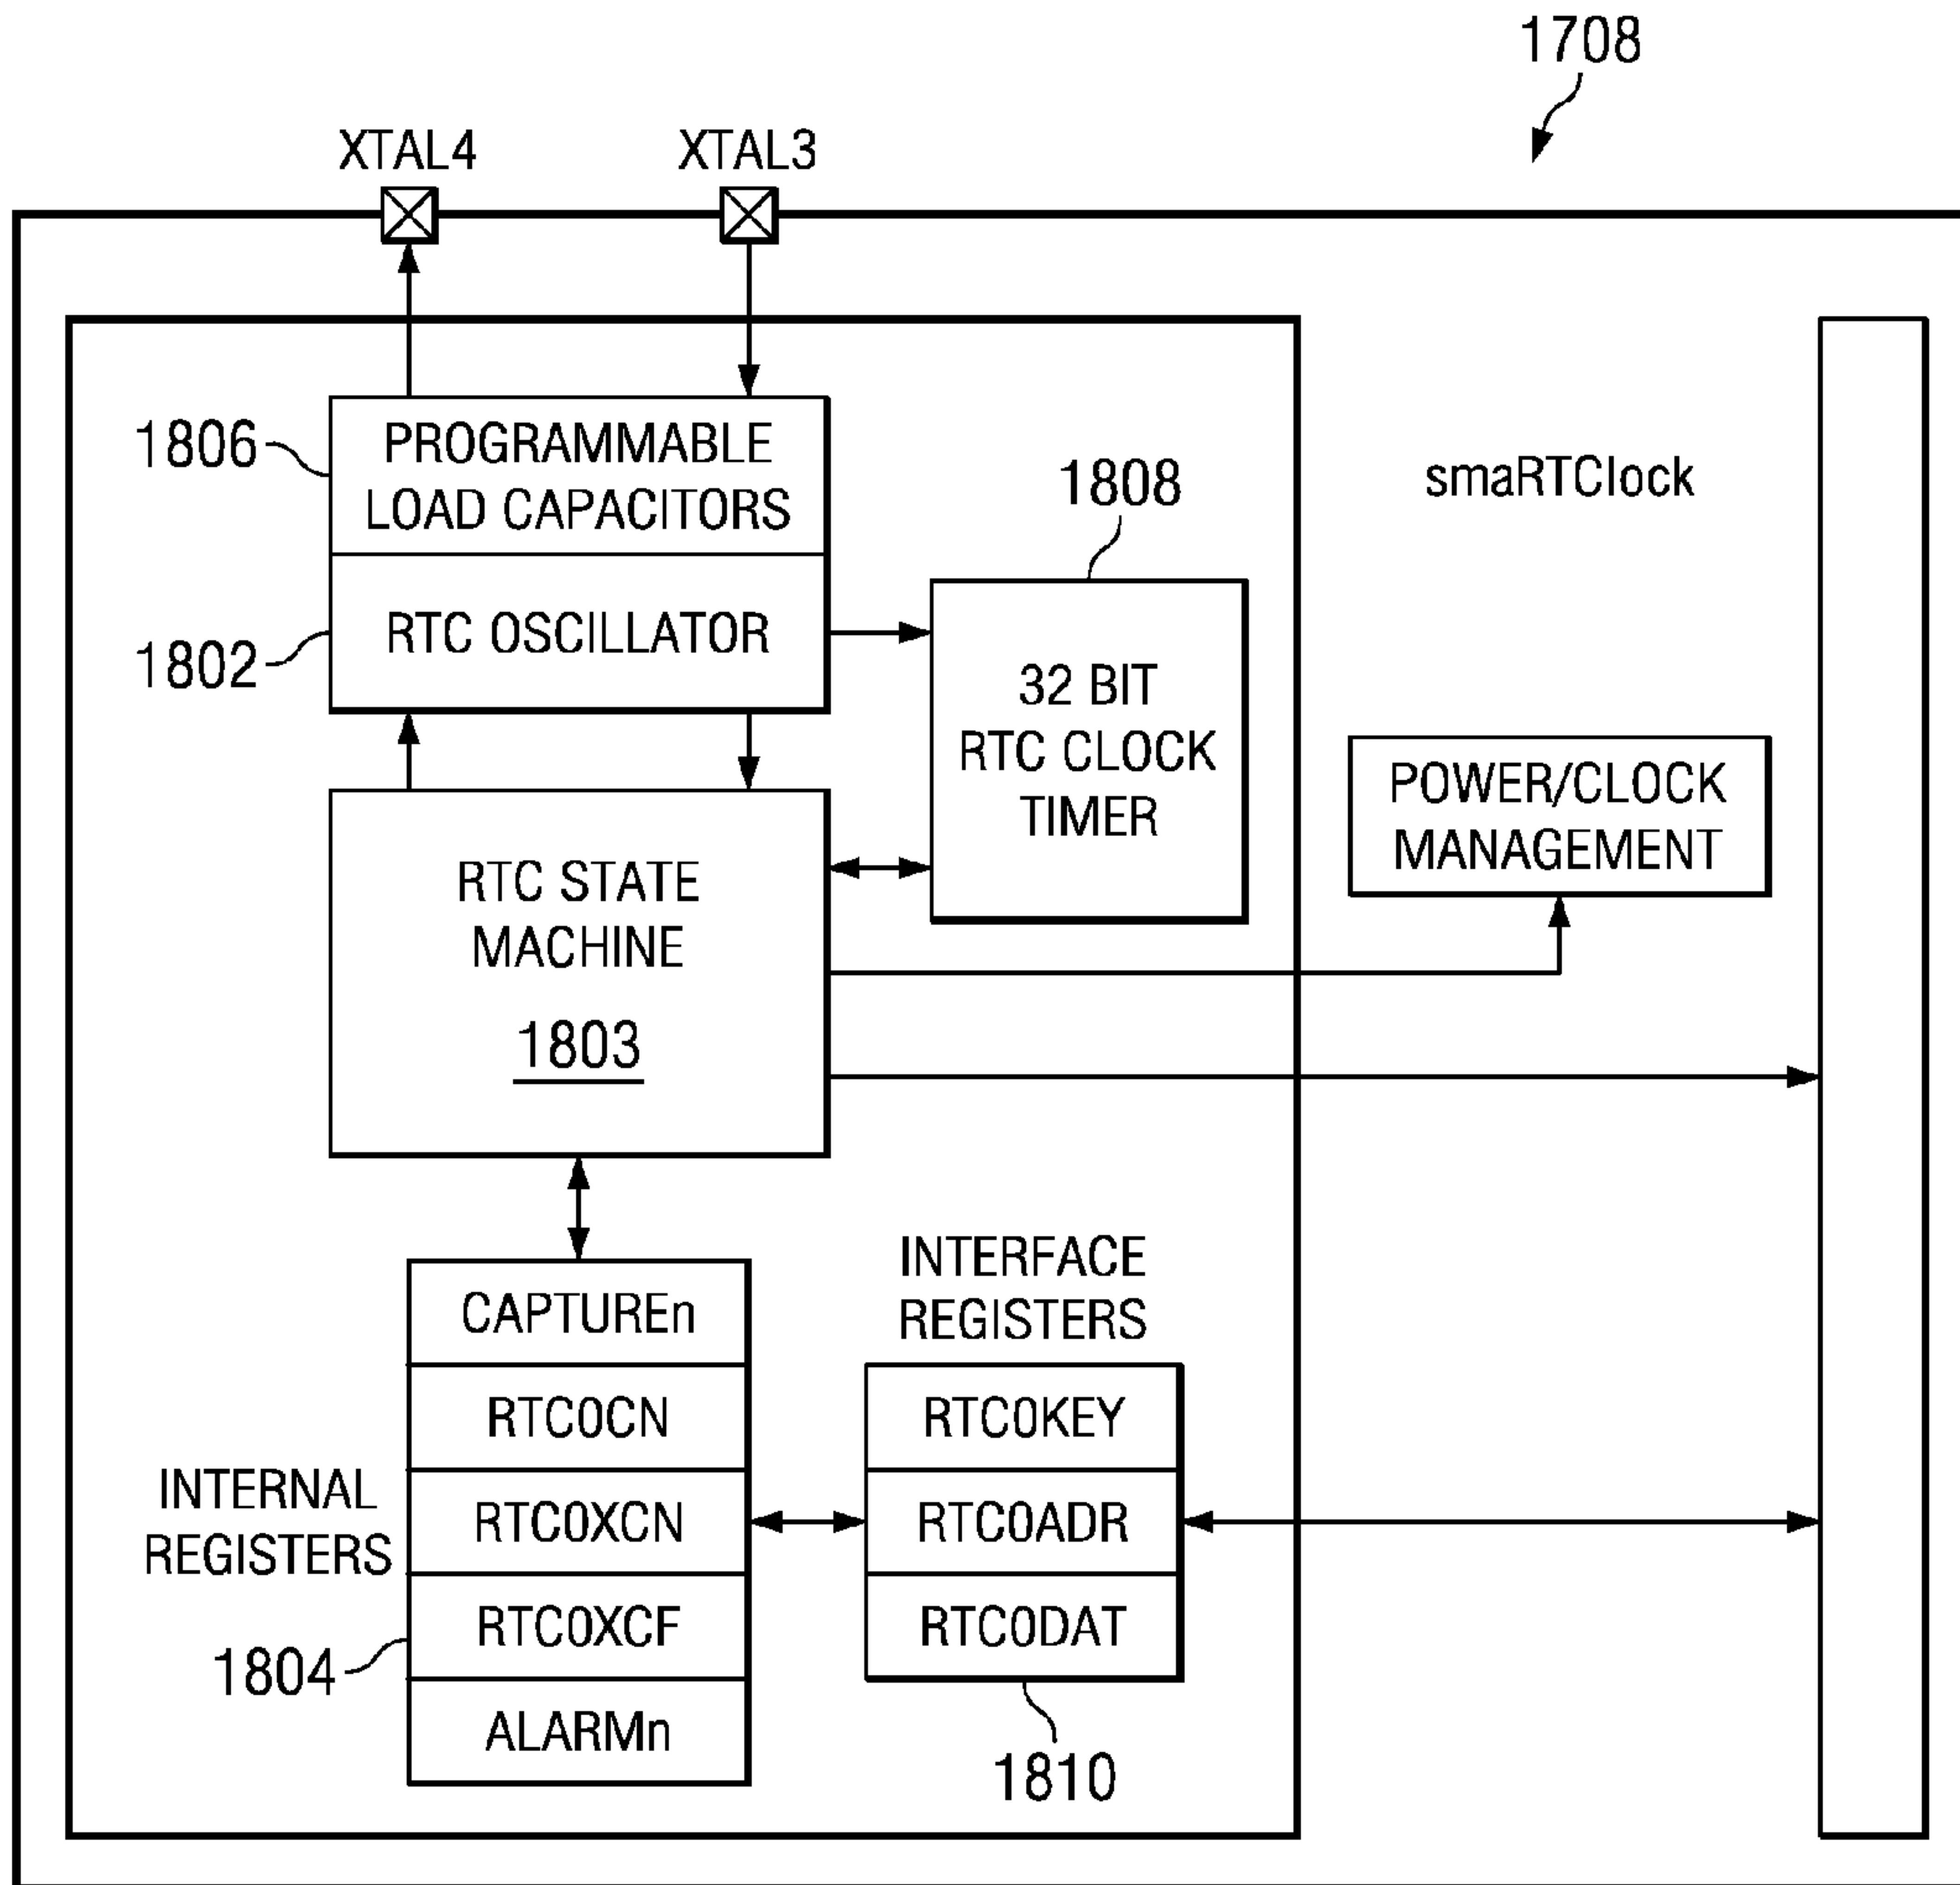 1708
XTAL4
XTAL3
1806
PROGRAMMABLE
LOAD CAPACITORS
1802
RTC OSCILLATOR
1808
32 BIT
RTC CLOCK
TIMER
smaRTClock
POWER/CLOCK
MANAGEMENT
RTC STATE
MACHINE
1803
INTERNAL
REGISTERS
1804
CAPTUREn
RTC0CN
RTC0XCN
RTC0XCF
ALARMn
INTERFACE
REGISTERS
RTC0KEY
RTC0ADR
RTC0DAT
1810